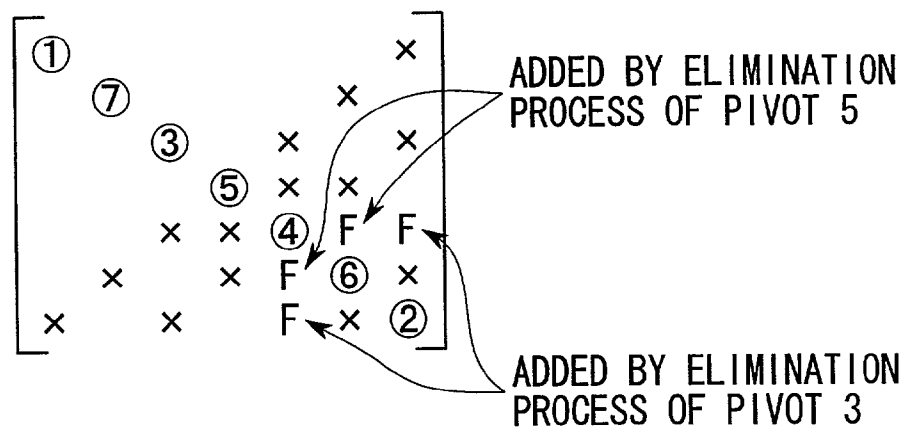 ① ×
⑦ ×
③ × ×
⑤ × ×
× × ④ F F
× × F ⑥ ×
× × F × ②
ADDED BY ELIMINATION
PROCESS OF PIVOT 5
ADDED BY ELIMINATION
PROCESS OF PIVOT 3